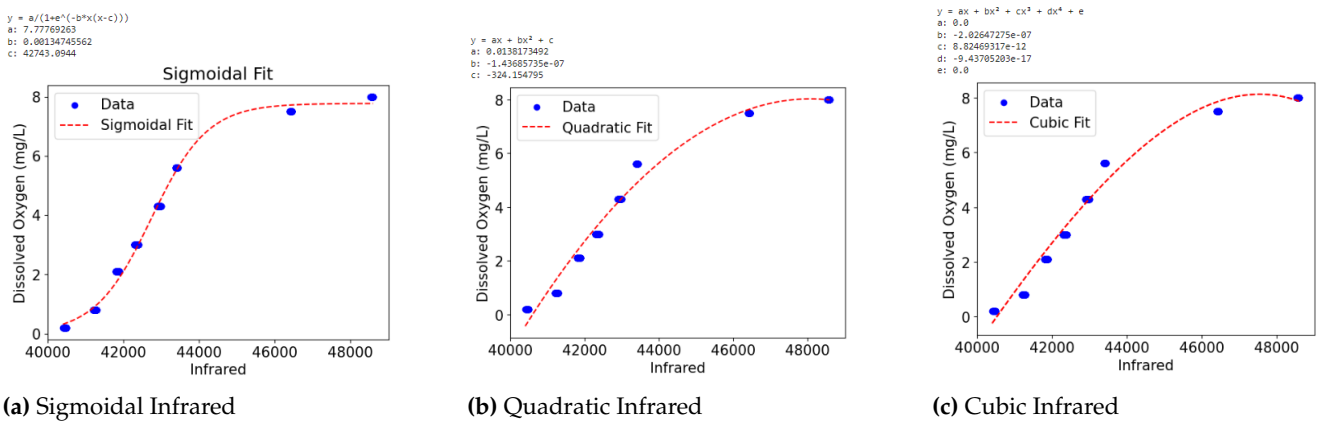 y = a/(1+e^(-b*x(x-c)))
a: 7.77769263
b: 0.00134745562
c: 42743.0944
Sigmoidal Fit
Data
Sigmoidal Fit
Dissolved Oxygen (mg/L)
8
6
4
2
0
40000 42000 44000 46000 48000
Infrared
(a) Sigmoidal Infrared
y = ax + bx² + c
a: 0.0138173492
b: -1.43685735e-07
c: -324.154795
Data
Quadratic Fit
Dissolved Oxygen (mg/L)
8
6
4
2
0
40000 42000 44000 46000 48000
Infrared
(b) Quadratic Infrared
y = ax + bx² + cx³ + dx⁴ + e
a: 0.0
b: -2.02647275e-07
c: 8.82469317e-12
d: -9.43705203e-17
e: 0.0
Data
Cubic Fit
Dissolved Oxygen (mg/L)
8
6
4
2
0
40000 42000 44000 46000 48000
Infrared
(c) Cubic Infrared